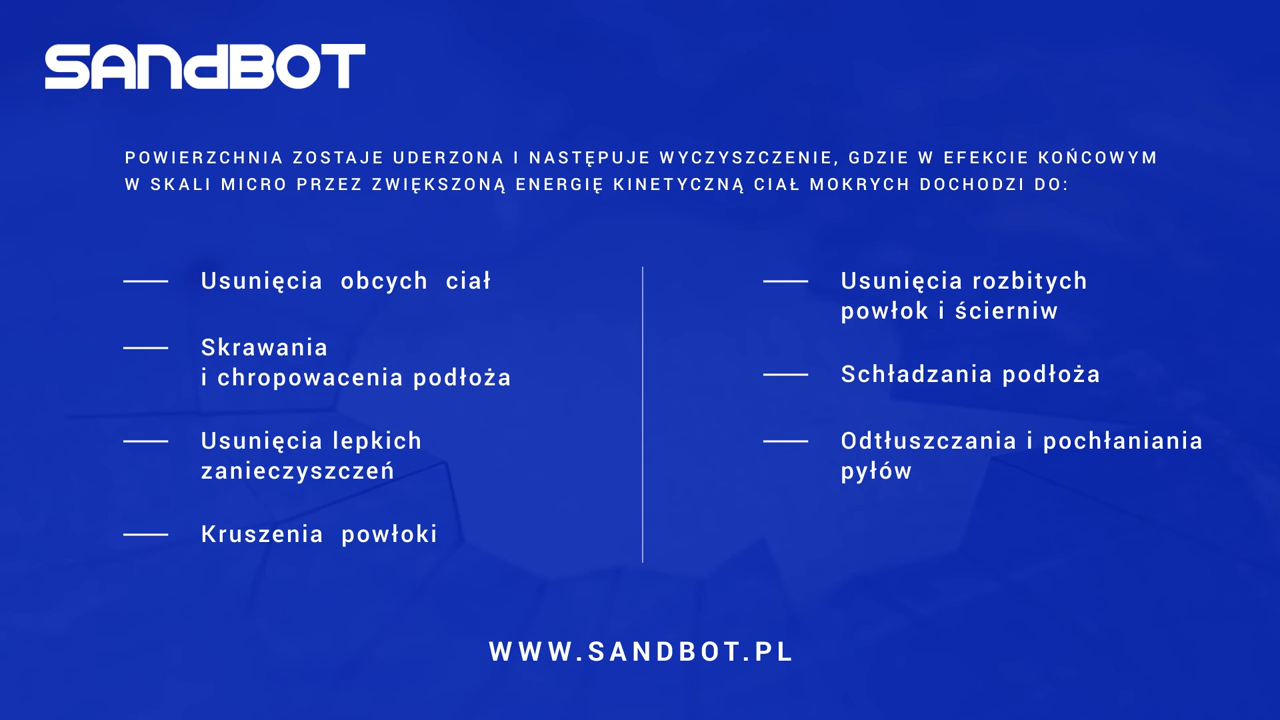 SANDBOT
POWIERZCHNIA ZOSTAJE UDERZONA I NASTĘPUJE WYCZYSZCZENIE, GDZIE W EFEKCIE KOŃCOWYM
W SKALI MICRO PRZEZ ZWIĘKSZONĄ ENERGIĘ KINETYCZNĄ CIAŁ MOKRYCH DOCHODZI DO:
Usunięcia obcych ciał
Skrawania
i chropowacenia podłoża
Usunięcia lepkich
zanieczyszczeń
Kruszenia powłoki
Usunięcia rozbitych
powłok i ścierniw
Schładzania podłoża
Odtłuszczania i pochłaniania
pyłów
WWW.SANDBOT.PL